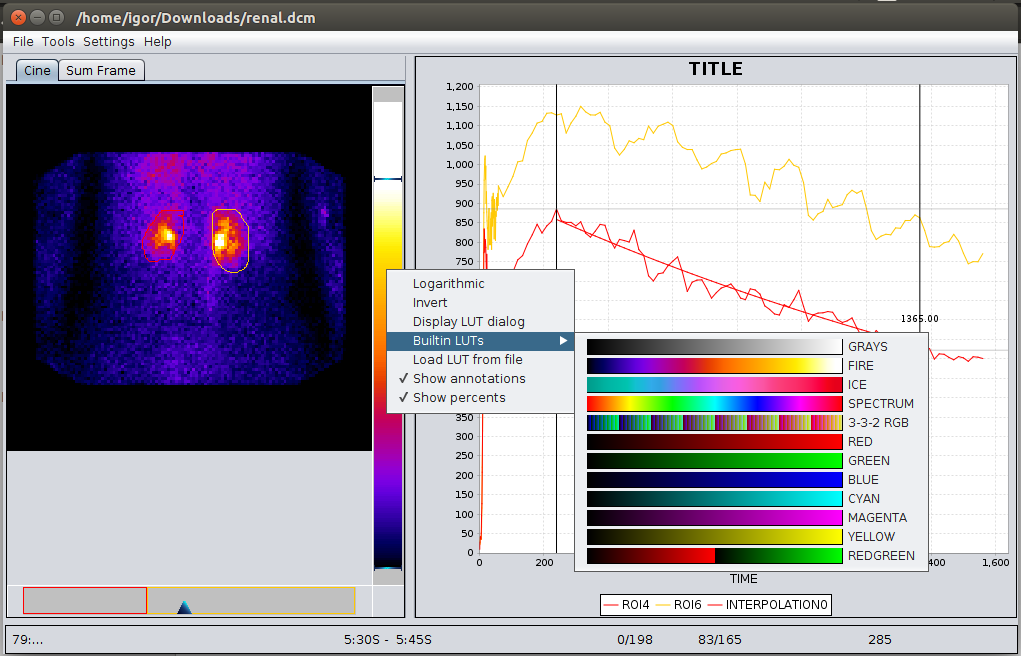 /home/igor/Downloads/renal.dcm
File Tools Settings Help
Cine Sum Frame
TITLE
1,200
1,150
1,100
1,050
1,000
950
900
850
800
750
350
300
250
200
150
100
50
0
0 200 400 1,600
1365.00
TIME
ROI4 ROI6 INTERPOLATION0
Logarithmic
Invert
Display LUT dialog
Builtin LUTs
Load LUT from file
✓ Show annotations
✓ Show percents
GRAYS
FIRE
ICE
SPECTRUM
3-3-2 RGB
RED
GREEN
BLUE
CYAN
MAGENTA
YELLOW
REDGREEN
79:... 5:30S - 5:45S 0/198 83/165 285